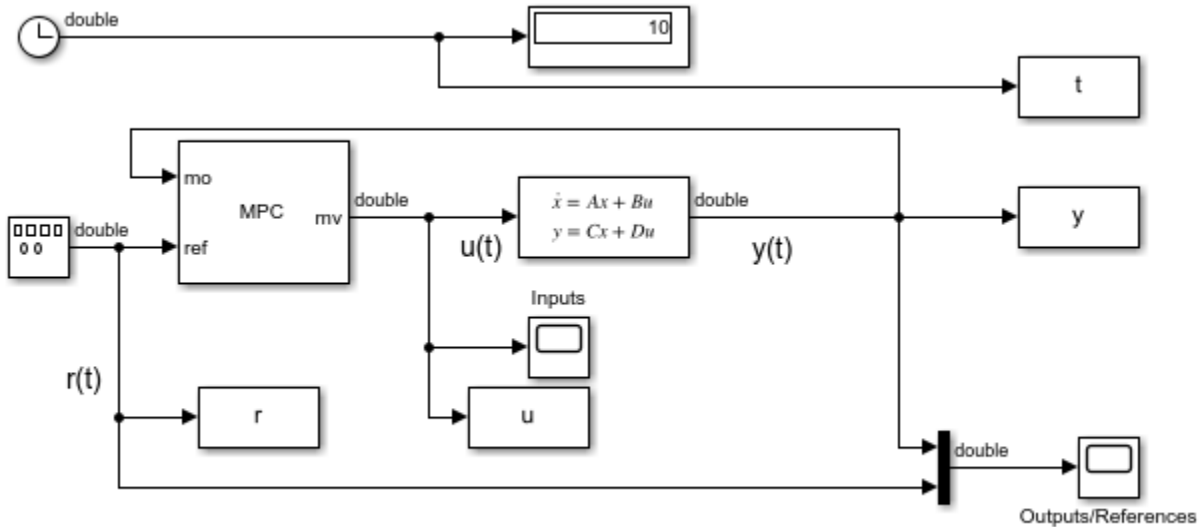 double
10
t
mo
MPC
mv
ref
double
double
u(t)
ẋ = Ax + Bu
y = Cx + Du
double
y(t)
y
Inputs
r(t)
r
u
double
Outputs/References